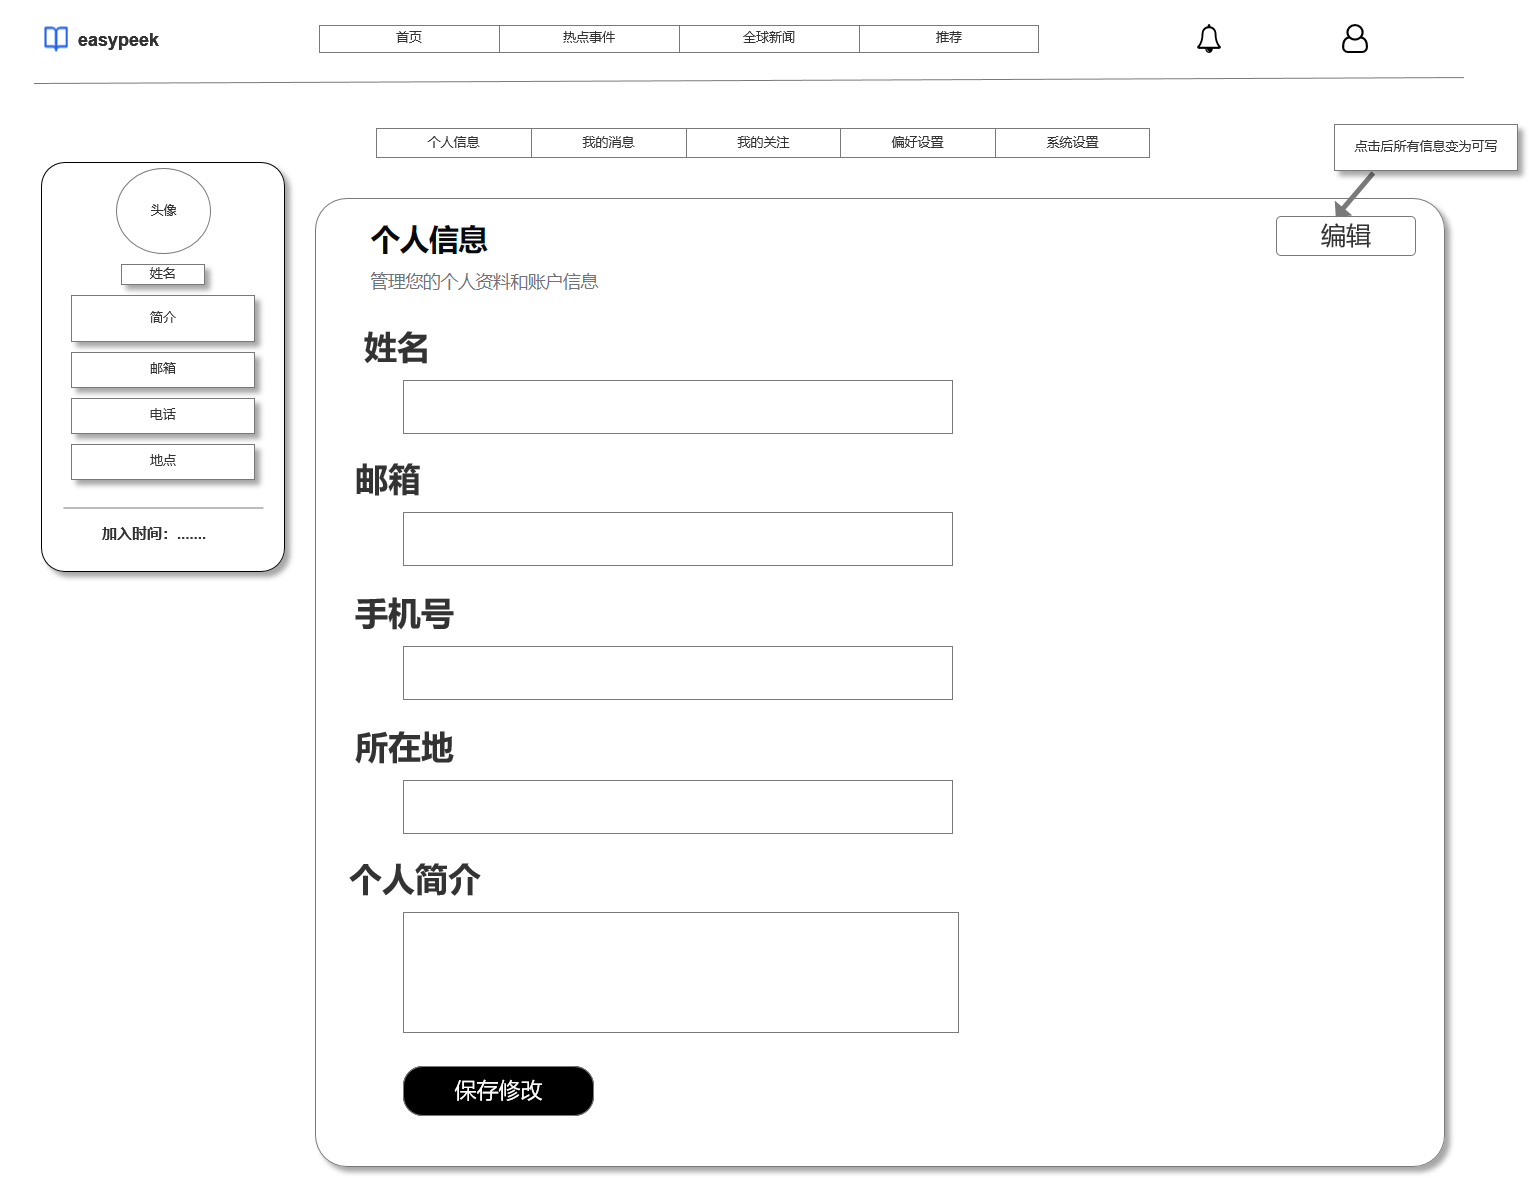 easypeek
首页 热点事件 全球新闻 推荐
个人信息 我的消息 我的关注 偏好设置 系统设置
点击后所有信息变为可写
头像
姓名
简介
邮箱
电话
地点
加入时间：.......
个人信息
编辑
管理您的个人资料和账户信息
姓名
邮箱
手机号
所在地
个人简介
保存修改